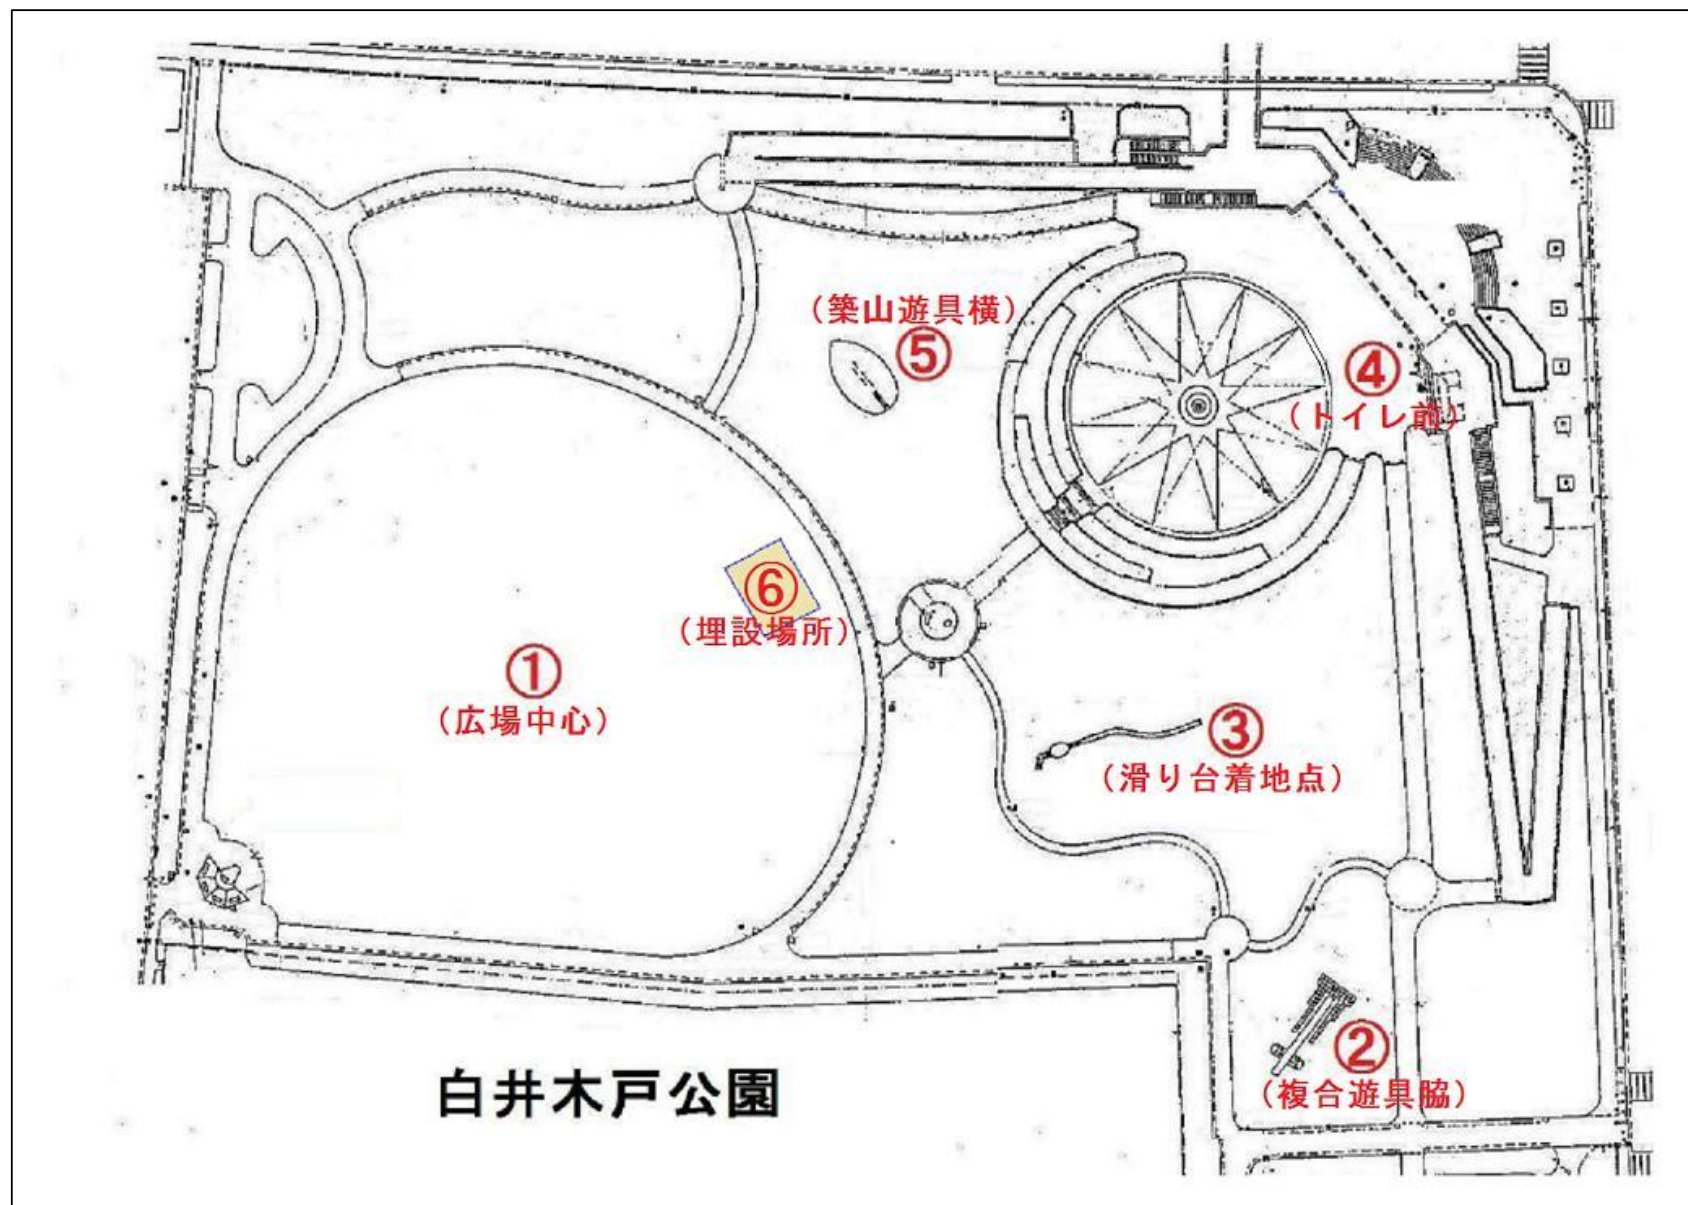 （築山遊具横）
⑤
④
（トイレ前）
⑥
（埋設場所）
①
（広場中心）
③
（滑り台着地点）
②
（複合遊具脇）
白井木戸公園